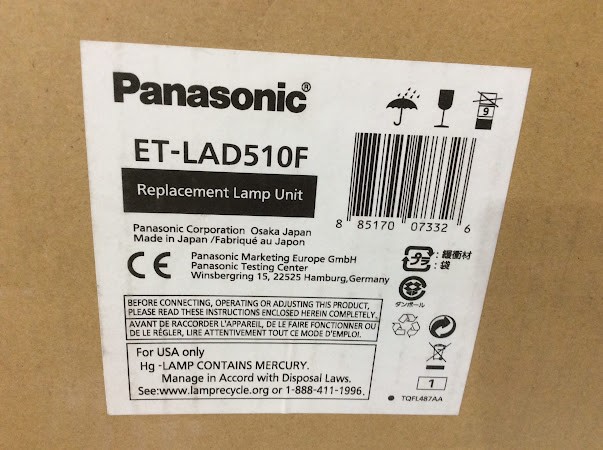 Panasonic®
ET-LAD510F
Replacement Lamp Unit
9
8 85170 07332 6
Panasonic Corporation Osaka Japan
Made in Japan /Fabriqué au Japon
CE
Panasonic Marketing Europe GmbH
Panasonic Testing Center
Winsbergring 15, 22525 Hamburg,Germany
プラ
:緩衝材
:袋
ダンボール
BEFORE CONNECTING, OPERATING OR ADJUSTING THIS PRODUCT,
PLEASE READ THESE INSTRUCTIONS ENCLOSED HEREIN COMPLETELY.
AVANT DE RACCORDER L'APPAREIL, DE LE FAIRE FONCTIONNER OU
DE LE RÉGLER, LIRE ATTENTIVEMENT TOUT CE MODE D'EMPLOI.
For USA only
Hg -LAMP CONTAINS MERCURY.
Manage in Accord with Disposal Laws.
See:www.lamprecycle.org or 1-888-411-1996.
1
TQFL487AA